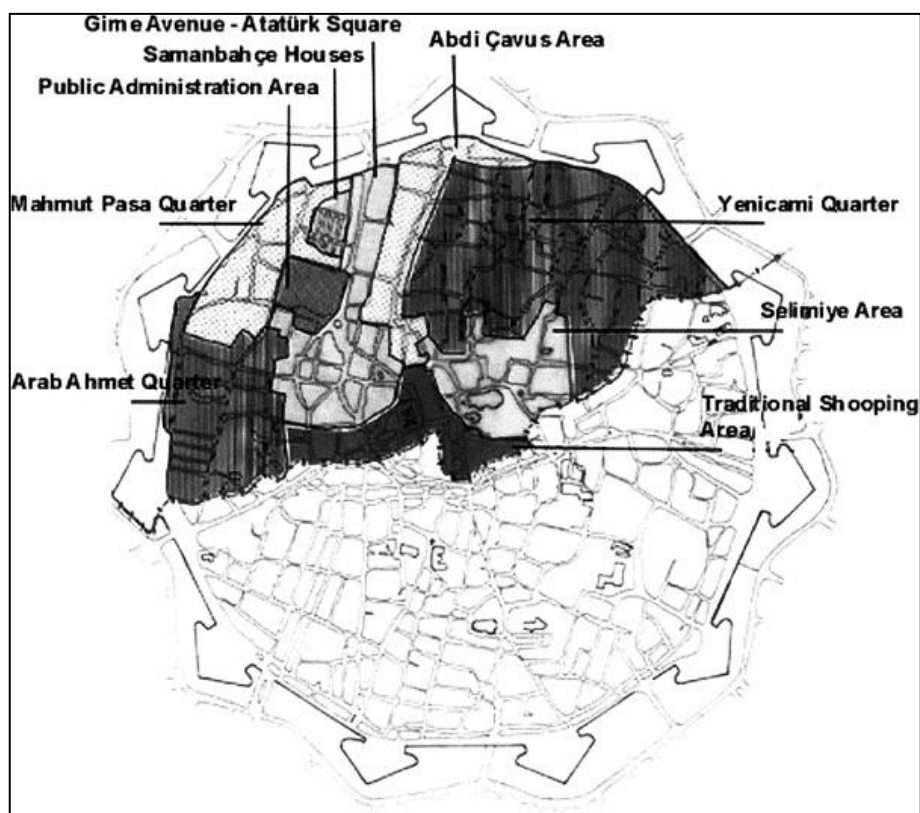 Girne Avenue - Atatürk Square
Samanbahçe Houses
Abdi Çavus Area
Public Administration Area
Mahmut Pasa Quarter
Yenicami Quarter
Selimiye Area
Arab Ahmet Quarter
Traditional Shooping
Area